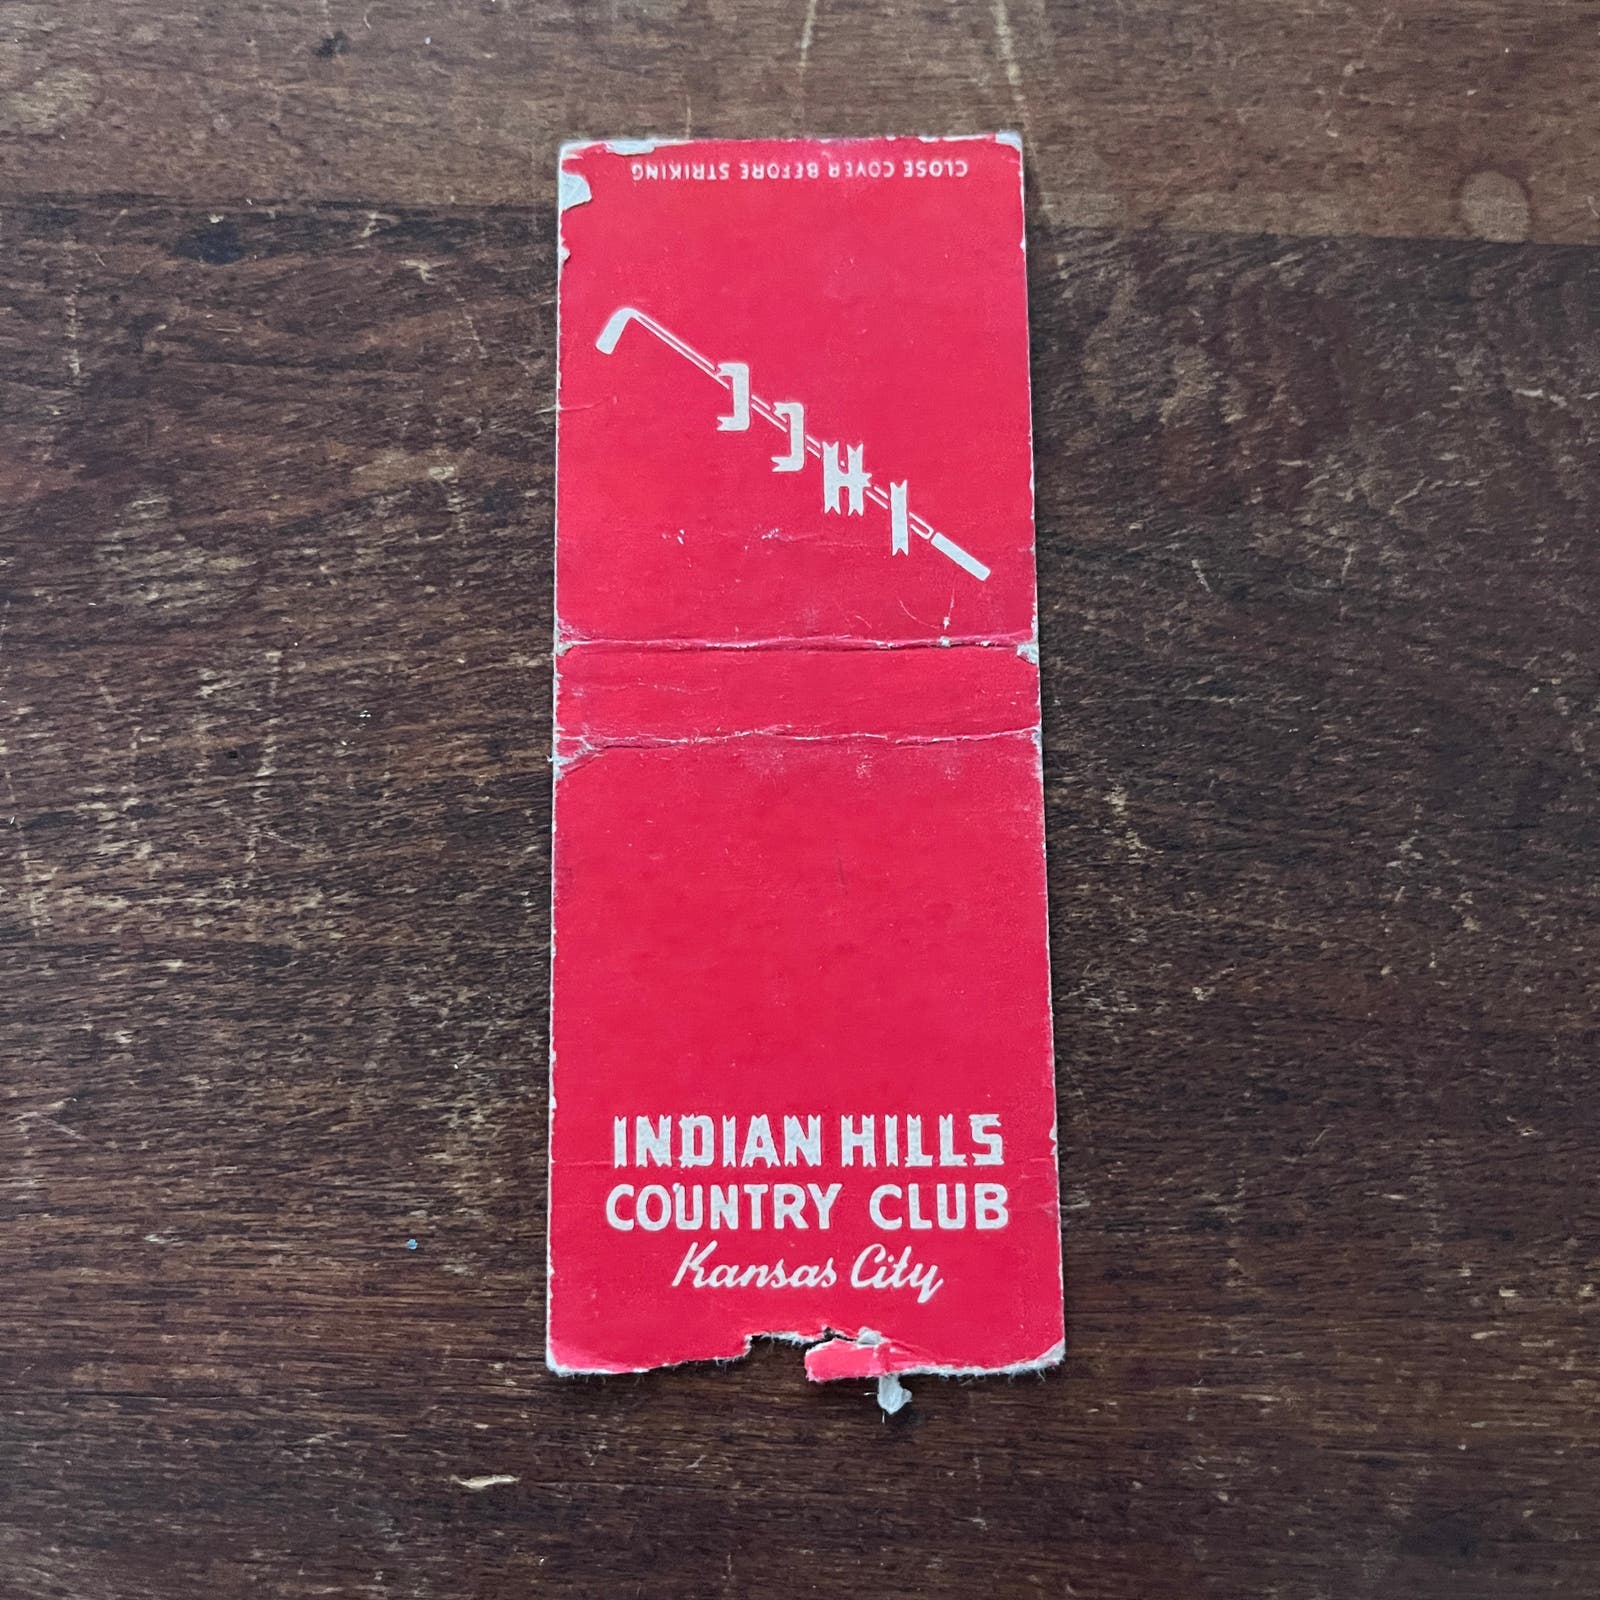 CLOSE COVER BEFORE STRIKING
IHCC
INDIAN HILLS
COUNTRY CLUB
Kansas City